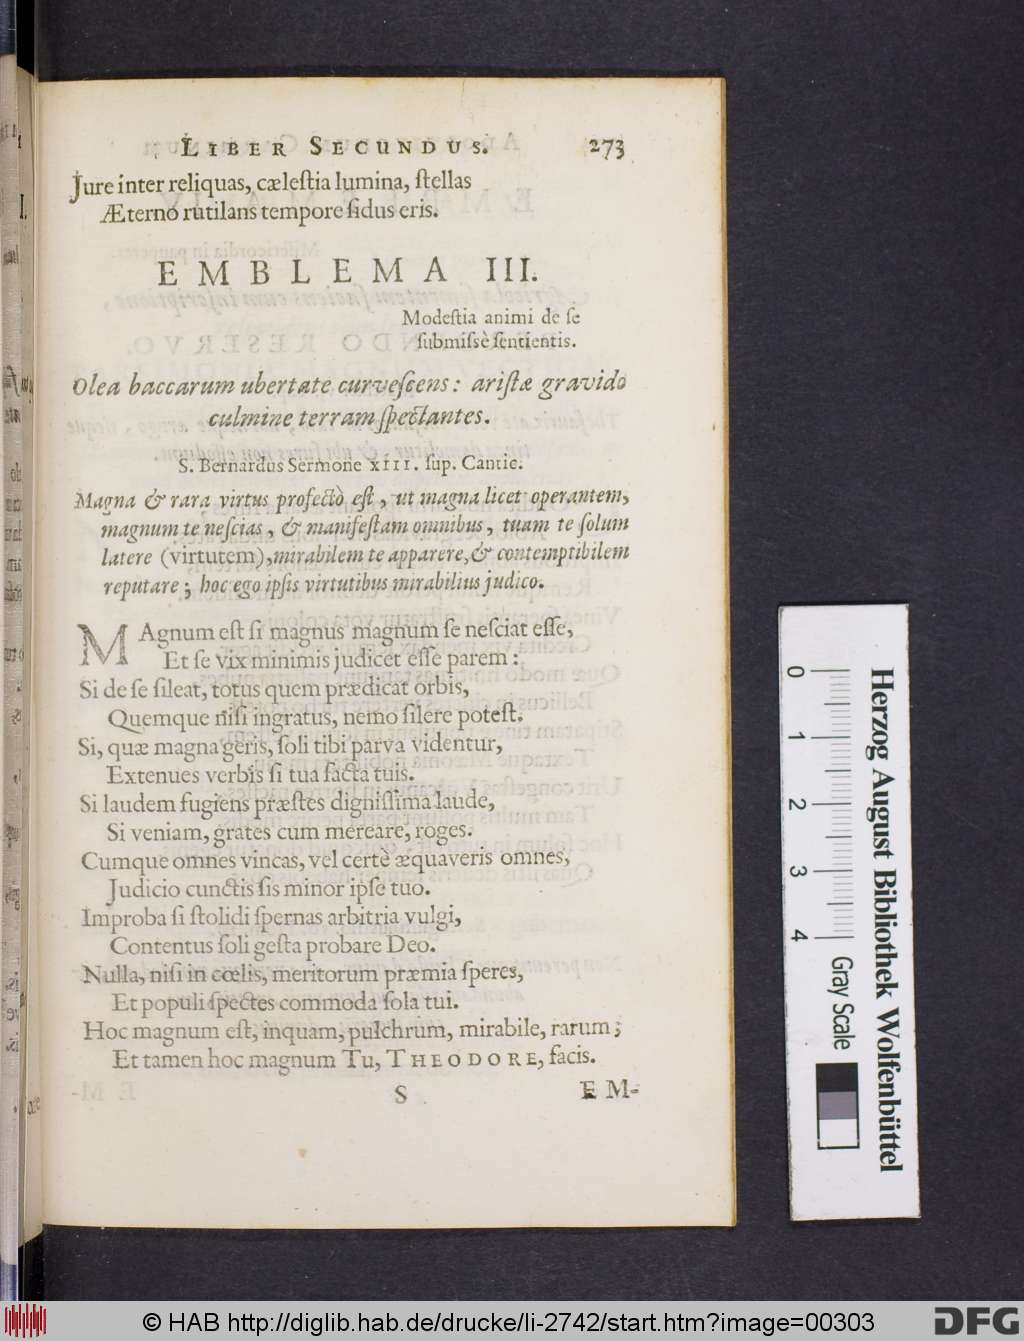 LIBER SECUNDUS. 273
Jure inter reliquas, cælestia lumina, stellas
Æterno rutilans tempore sidus eris.
EMBLEMA III.
Modestia animi de se
submissè sentientis.
Olea baccarum ubertate curvescens: aristæ gravido
culmine terram spectantes.
S. Bernardus Sermone XIII. sup. Cantic.
Magna & rara virtus profectò est, ut magna licet operantem,
magnum te nescias, & manifestam omnibus, tuam te solum
latere (virtutem), mirabilem te apparere, & contemptibilem
reputare; hoc ego ipsis virtutibus mirabilius judico.
MAgnum est si magnus magnum se nesciat esse,
Et se vix minimis judicet esse parem:
Si de se sileat, totus quem prædicat orbis,
Quemque nisi ingratus, nemo silere potest.
Si, quæ magna geris, soli tibi parva videntur,
Extenues verbis si tua facta tuis.
Si laudem fugiens præstes dignissima laude,
Si veniam, grates cum mereare, roges.
Cumque omnes vincas, vel certè æquaveris omnes,
Judicio cunctis sis minor ipse tuo.
Improba si stolidi spernas arbitria vulgi,
Contentus soli gesta probare Deo.
Nulla, nisi in cœlis, meritorum præmia speres,
Et populi spectes commoda sola tui.
Hoc magnum est, inquam, pulchrum, mirabile, rarum;
Et tamen hoc magnum Tu, THEODORE, facis.
S EM-
0 1 2 3 4 Gray Scale
Herzog August Bibliothek Wolfenbüttel
© HAB http://diglib.hab.de/drucke/li-2742/start.htm?image=00303
DFG